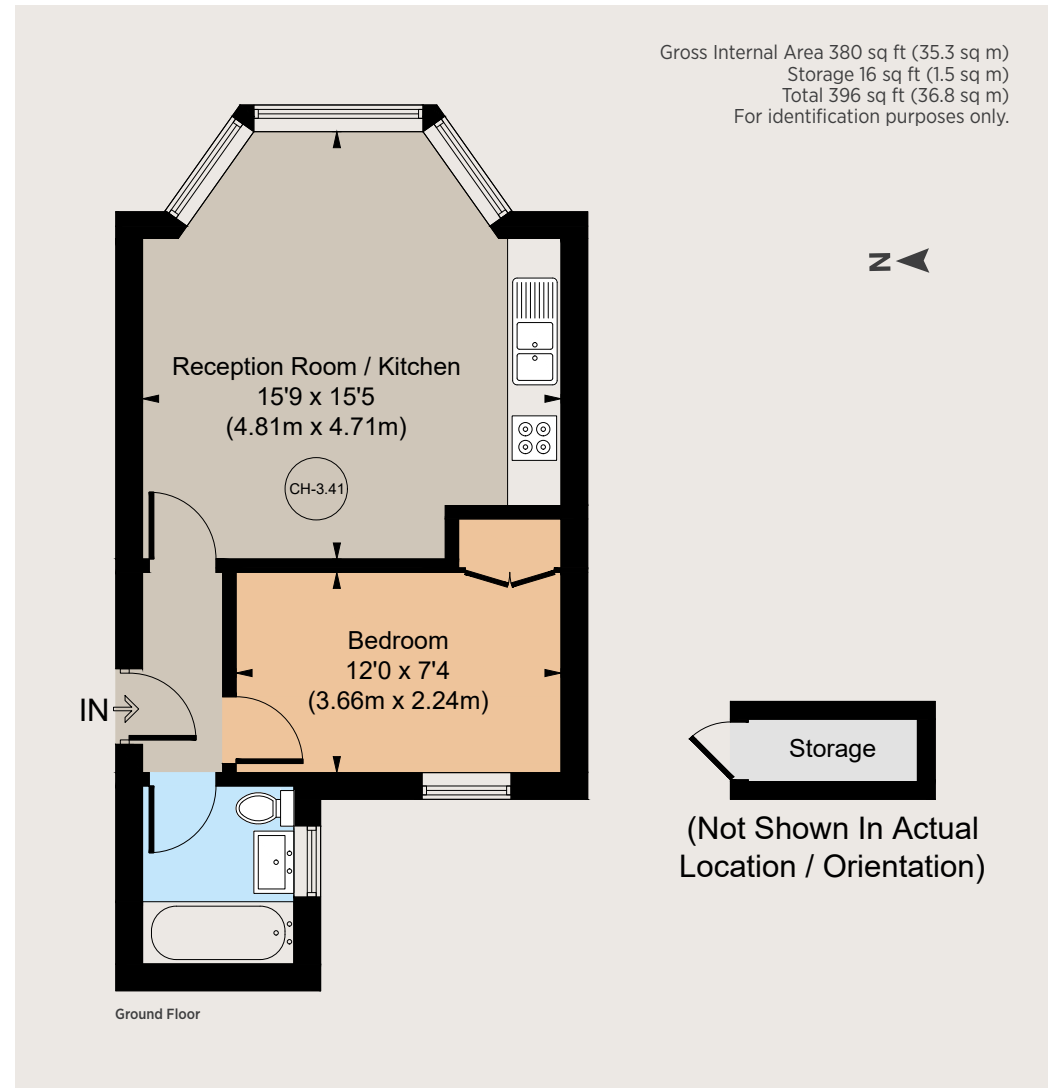 Gross Internal Area 380 sq ft (35.3 sq m)
Storage 16 sq ft (1.5 sq m)
Total 396 sq ft (36.8 sq m)
For identification purposes only.
N
Reception Room / Kitchen
15'9 x 15'5
(4.81m x 4.71m)
CH-3.41
Bedroom
12'0 x 7'4
(3.66m x 2.24m)
IN
Storage
(Not Shown In Actual
Location / Orientation)
Ground Floor